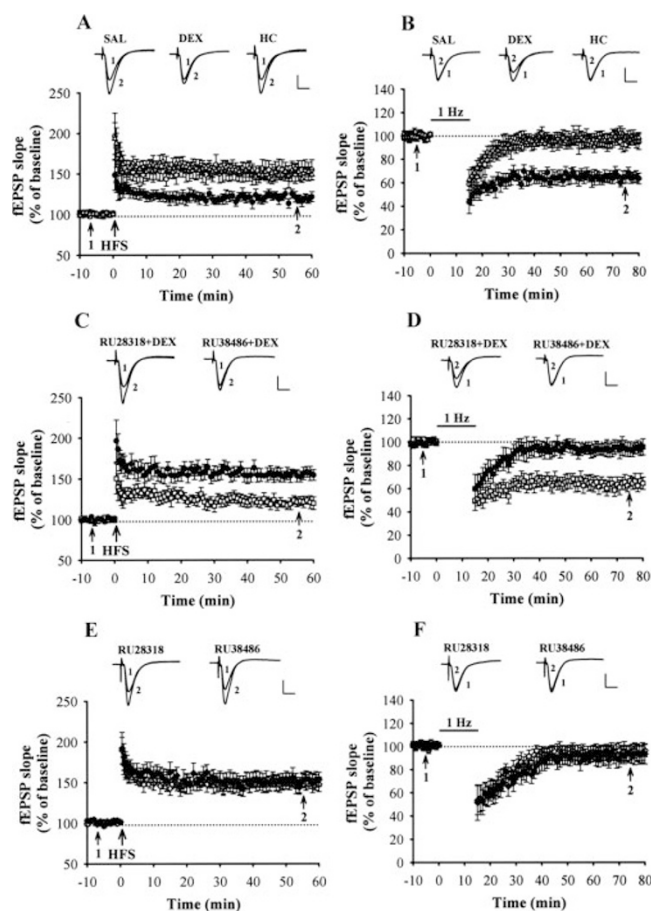 A
SAL DEX HC
1 2 1 2 1 2
fEPSP slope
(% of baseline)
200
150
100
50
1 HFS 2
-10 0 10 20 30 40 50 60
Time (min)
B
SAL DEX HC
2 1 2 1 2 1
1 Hz
fEPSP slope
(% of baseline)
140
120
100
80
60
40
20
0
1 2
-10 0 10 20 30 40 50 60 70 80
Time (min)
C
RU28318+DEX RU38486+DEX
1 2 1 2
fEPSP slope
(% of baseline)
250
200
150
100
50
1 HFS 2
-10 0 10 20 30 40 50 60
Time (min)
D
RU28318+DEX RU38486+DEX
2 1 2 1
1 Hz
fEPSP slope
(% of baseline)
140
120
100
80
60
40
20
0
1 2
-10 0 10 20 30 40 50 60 70 80
Time (min)
E
RU28318 RU38486
1 2 1 2
fEPSP slope
(% of baseline)
250
200
150
100
50
1 HFS 2
-10 0 10 20 30 40 50 60
Time (min)
F
RU28318 RU38486
2 1 2 1
1 Hz
fEPSP slope
(% of baseline)
140
120
100
80
60
40
20
0
1 2
-10 0 10 20 30 40 50 60 70 80
Time (min)